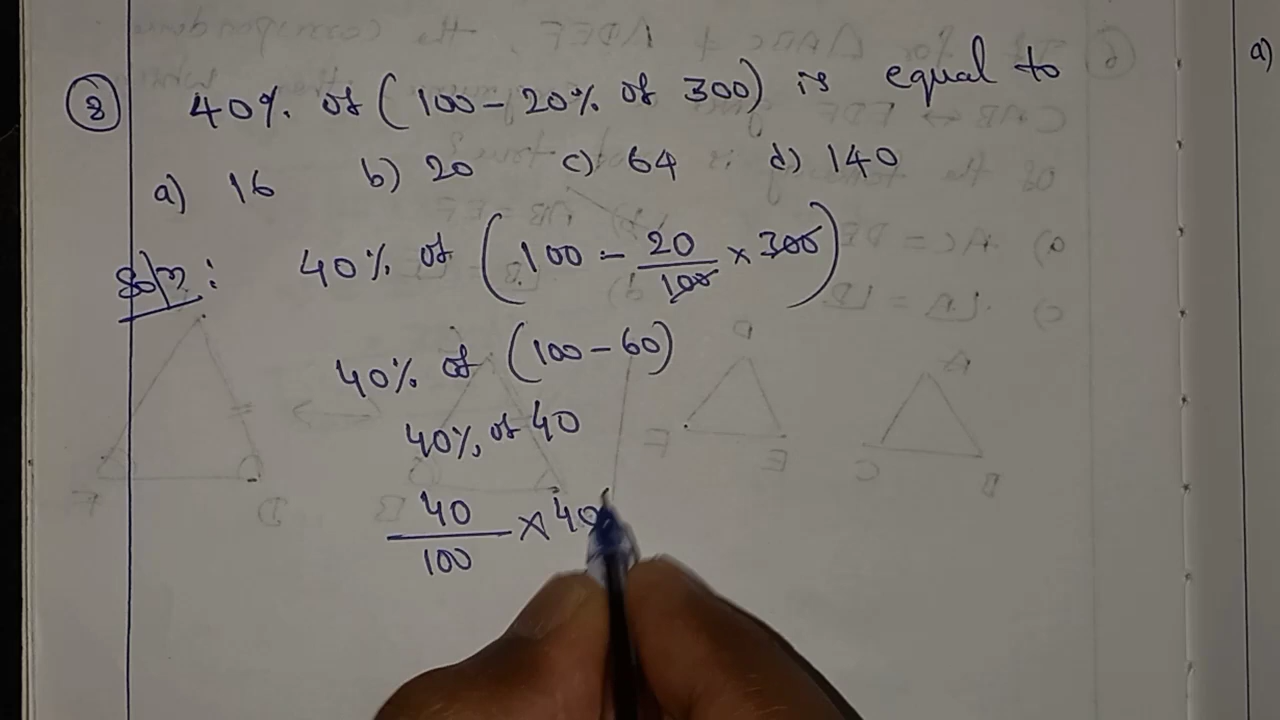 8 40% of (100 - 20% of 300) is equal to
a) 16 b) 20 c) 64 d) 140
Soln: 40% of (100 - 20/100 × 300)
40% of (100 - 60)
40% of 40
40/100 × 40
a)